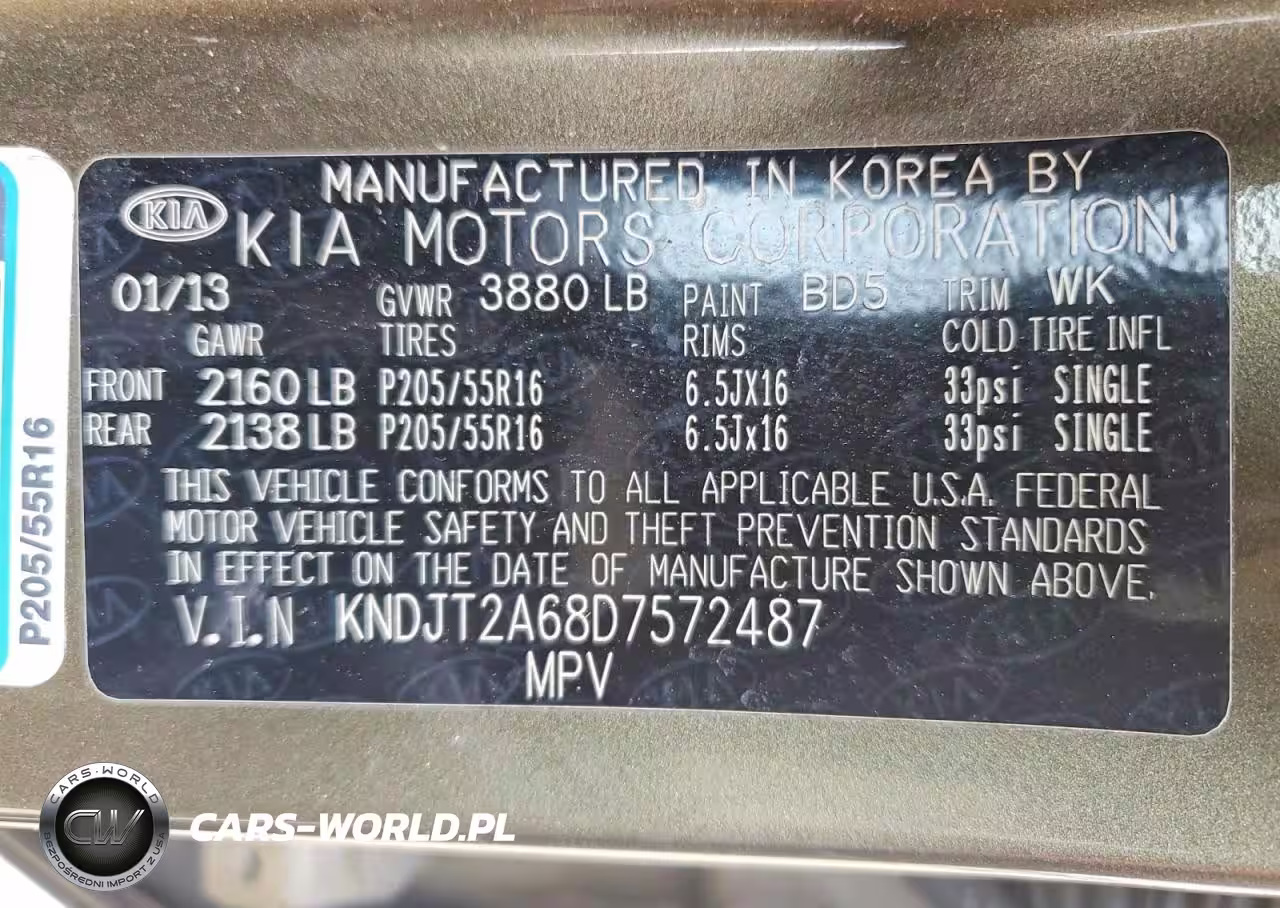 MANUFACTURED IN KOREA BY
KIA KIA MOTORS CORPORATION
01/13 GVWR 3880 LB PAINT BD5 TRIM WK
GAWR TIRES RIMS COLD TIRE INFL
FRONT 2160 LB P205/55R16 6.5JX16 33psi SINGLE
REAR 2138 LB P205/55R16 6.5Jx16 33psi SINGLE
THIS VEHICLE CONFORMS TO ALL APPLICABLE U.S.A. FEDERAL
MOTOR VEHICLE SAFETY AND THEFT PREVENTION STANDARDS
IN EFFECT ON THE DATE OF MANUFACTURE SHOWN ABOVE.
V.I.N KNDJT2A68D7572487
MPV
P205/55R16
CARS-WORLD
CW
BEZPOŚREDNI IMPORT Z USA
CARS-WORLD.PL